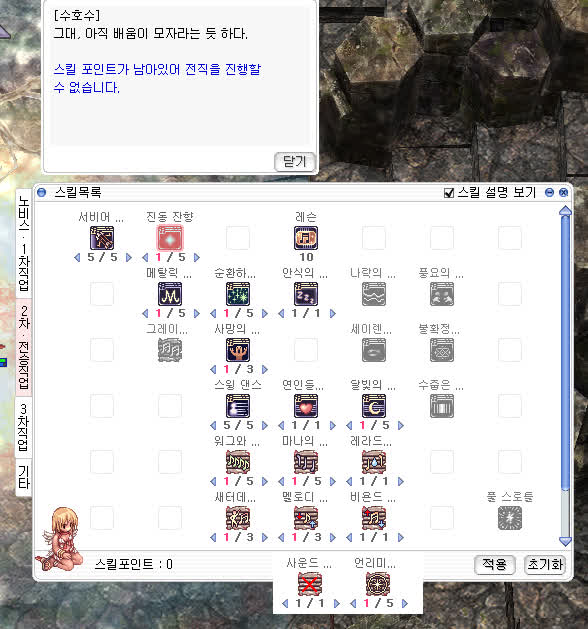 [수호수]
그대, 아직 배움이 모자라는 듯 하다.
스킬 포인트가 남아있어 전직을 진행할
수 없습니다.
닫기
스킬목록
스킬 설명 보기
노비스 · 1차직업
2차 · 전승직업
3차직업
기타
서비어 ... 진동 잔향 레슨
5 / 5 1 / 5 10
메탈릭 ... 순환하... 안식의 ... 나락의 ... 풍요의 ...
1 / 5 1 / 5 1 / 1
그레이... 사망의 ... 세이렌... 불확정...
1 / 3
스윙 댄스 연인들... 달빛의 ... 수줍은 ...
5 / 5 1 / 1 1 / 5
워그와 ... 마나의 ... 레라드...
1 / 5 1 / 5 1 / 1
새터데... 멜로디 ... 비욘드 ... 풀 스로틀
1 / 3 1 / 3 1 / 1
스킬포인트 : 0
적용 초기화
사운드 ... 언리미...
1 / 1 1 / 5